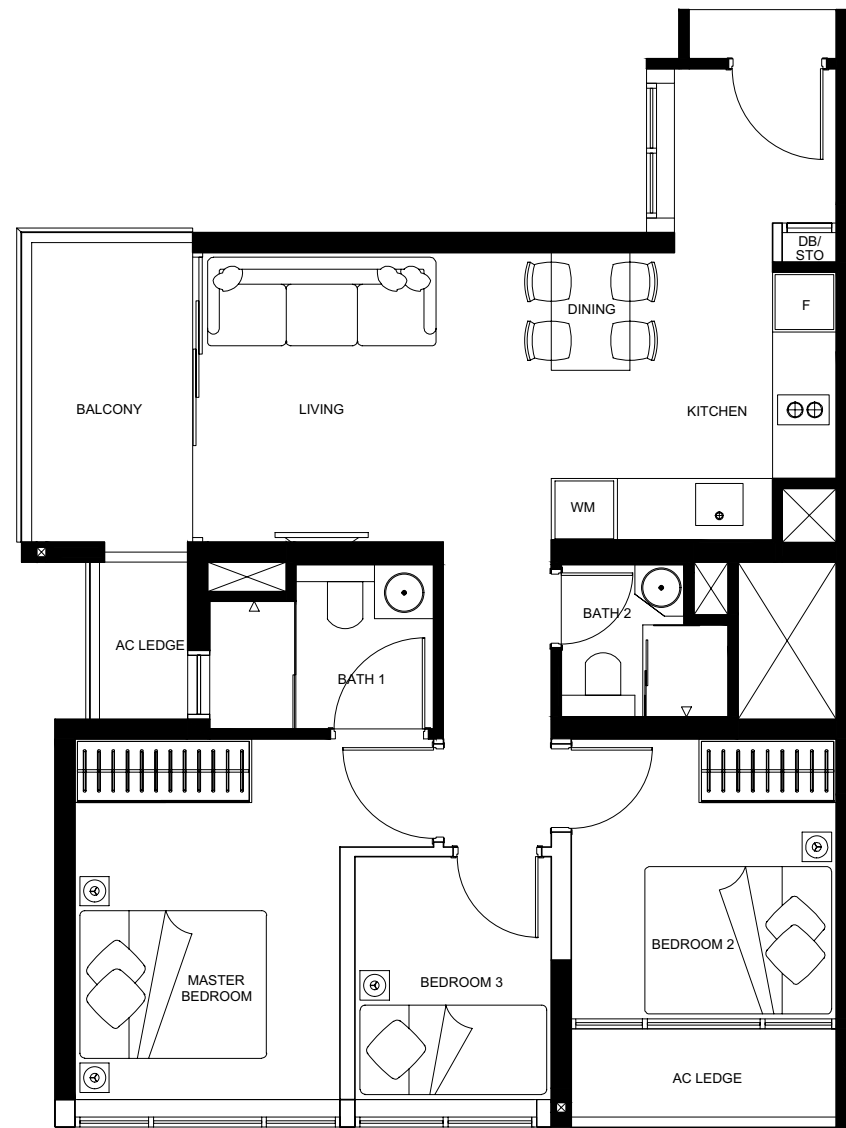 DB/
STO
F
DINING
BALCONY
LIVING
KITCHEN
WM
BATH 2
AC LEDGE
BATH 1
BEDROOM 2
MASTER
BEDROOM
BEDROOM 3
AC LEDGE